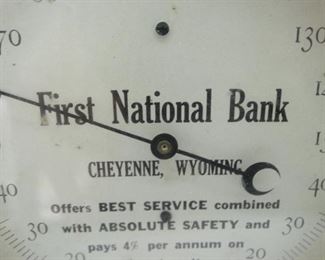 70
130
First National Bank
CHEYENNE, WYOMING
40
40
Offers BEST SERVICE combined
30
with ABSOLUTE SAFETY and
30
pays 4% per annum on